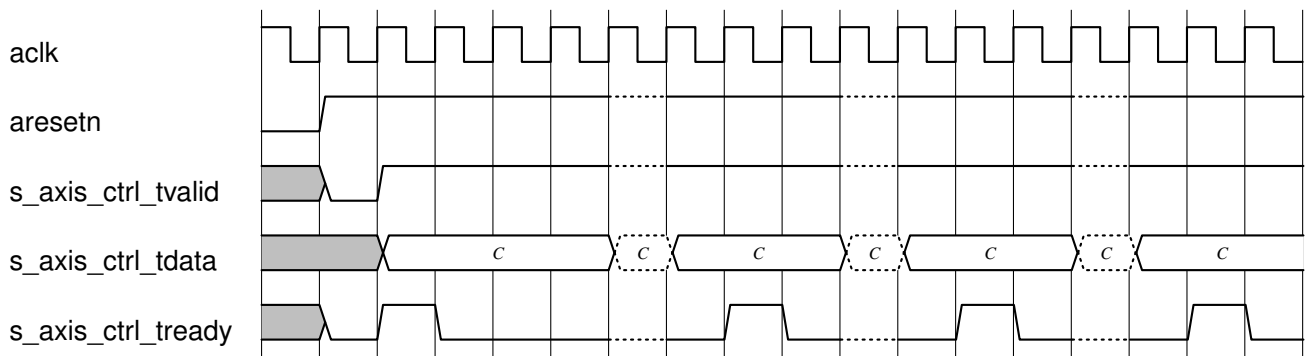 aclk
aresetn
s_axis_ctrl_tvalid
s_axis_ctrl_tdata C C C C C C C
s_axis_ctrl_tready